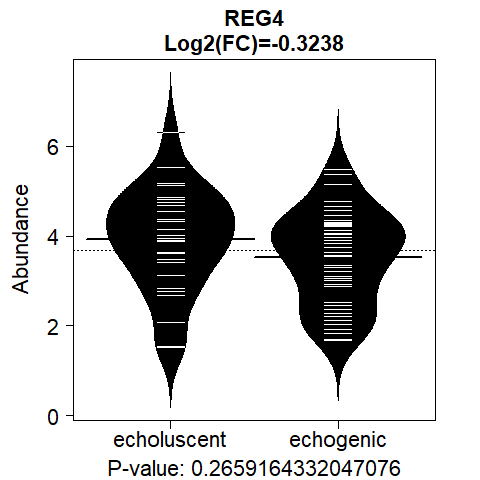 REG4
Log2(FC)=-0.3238
Abundance
6
4
2
0
echoluscent echogenic
P-value: 0.2659164332047076